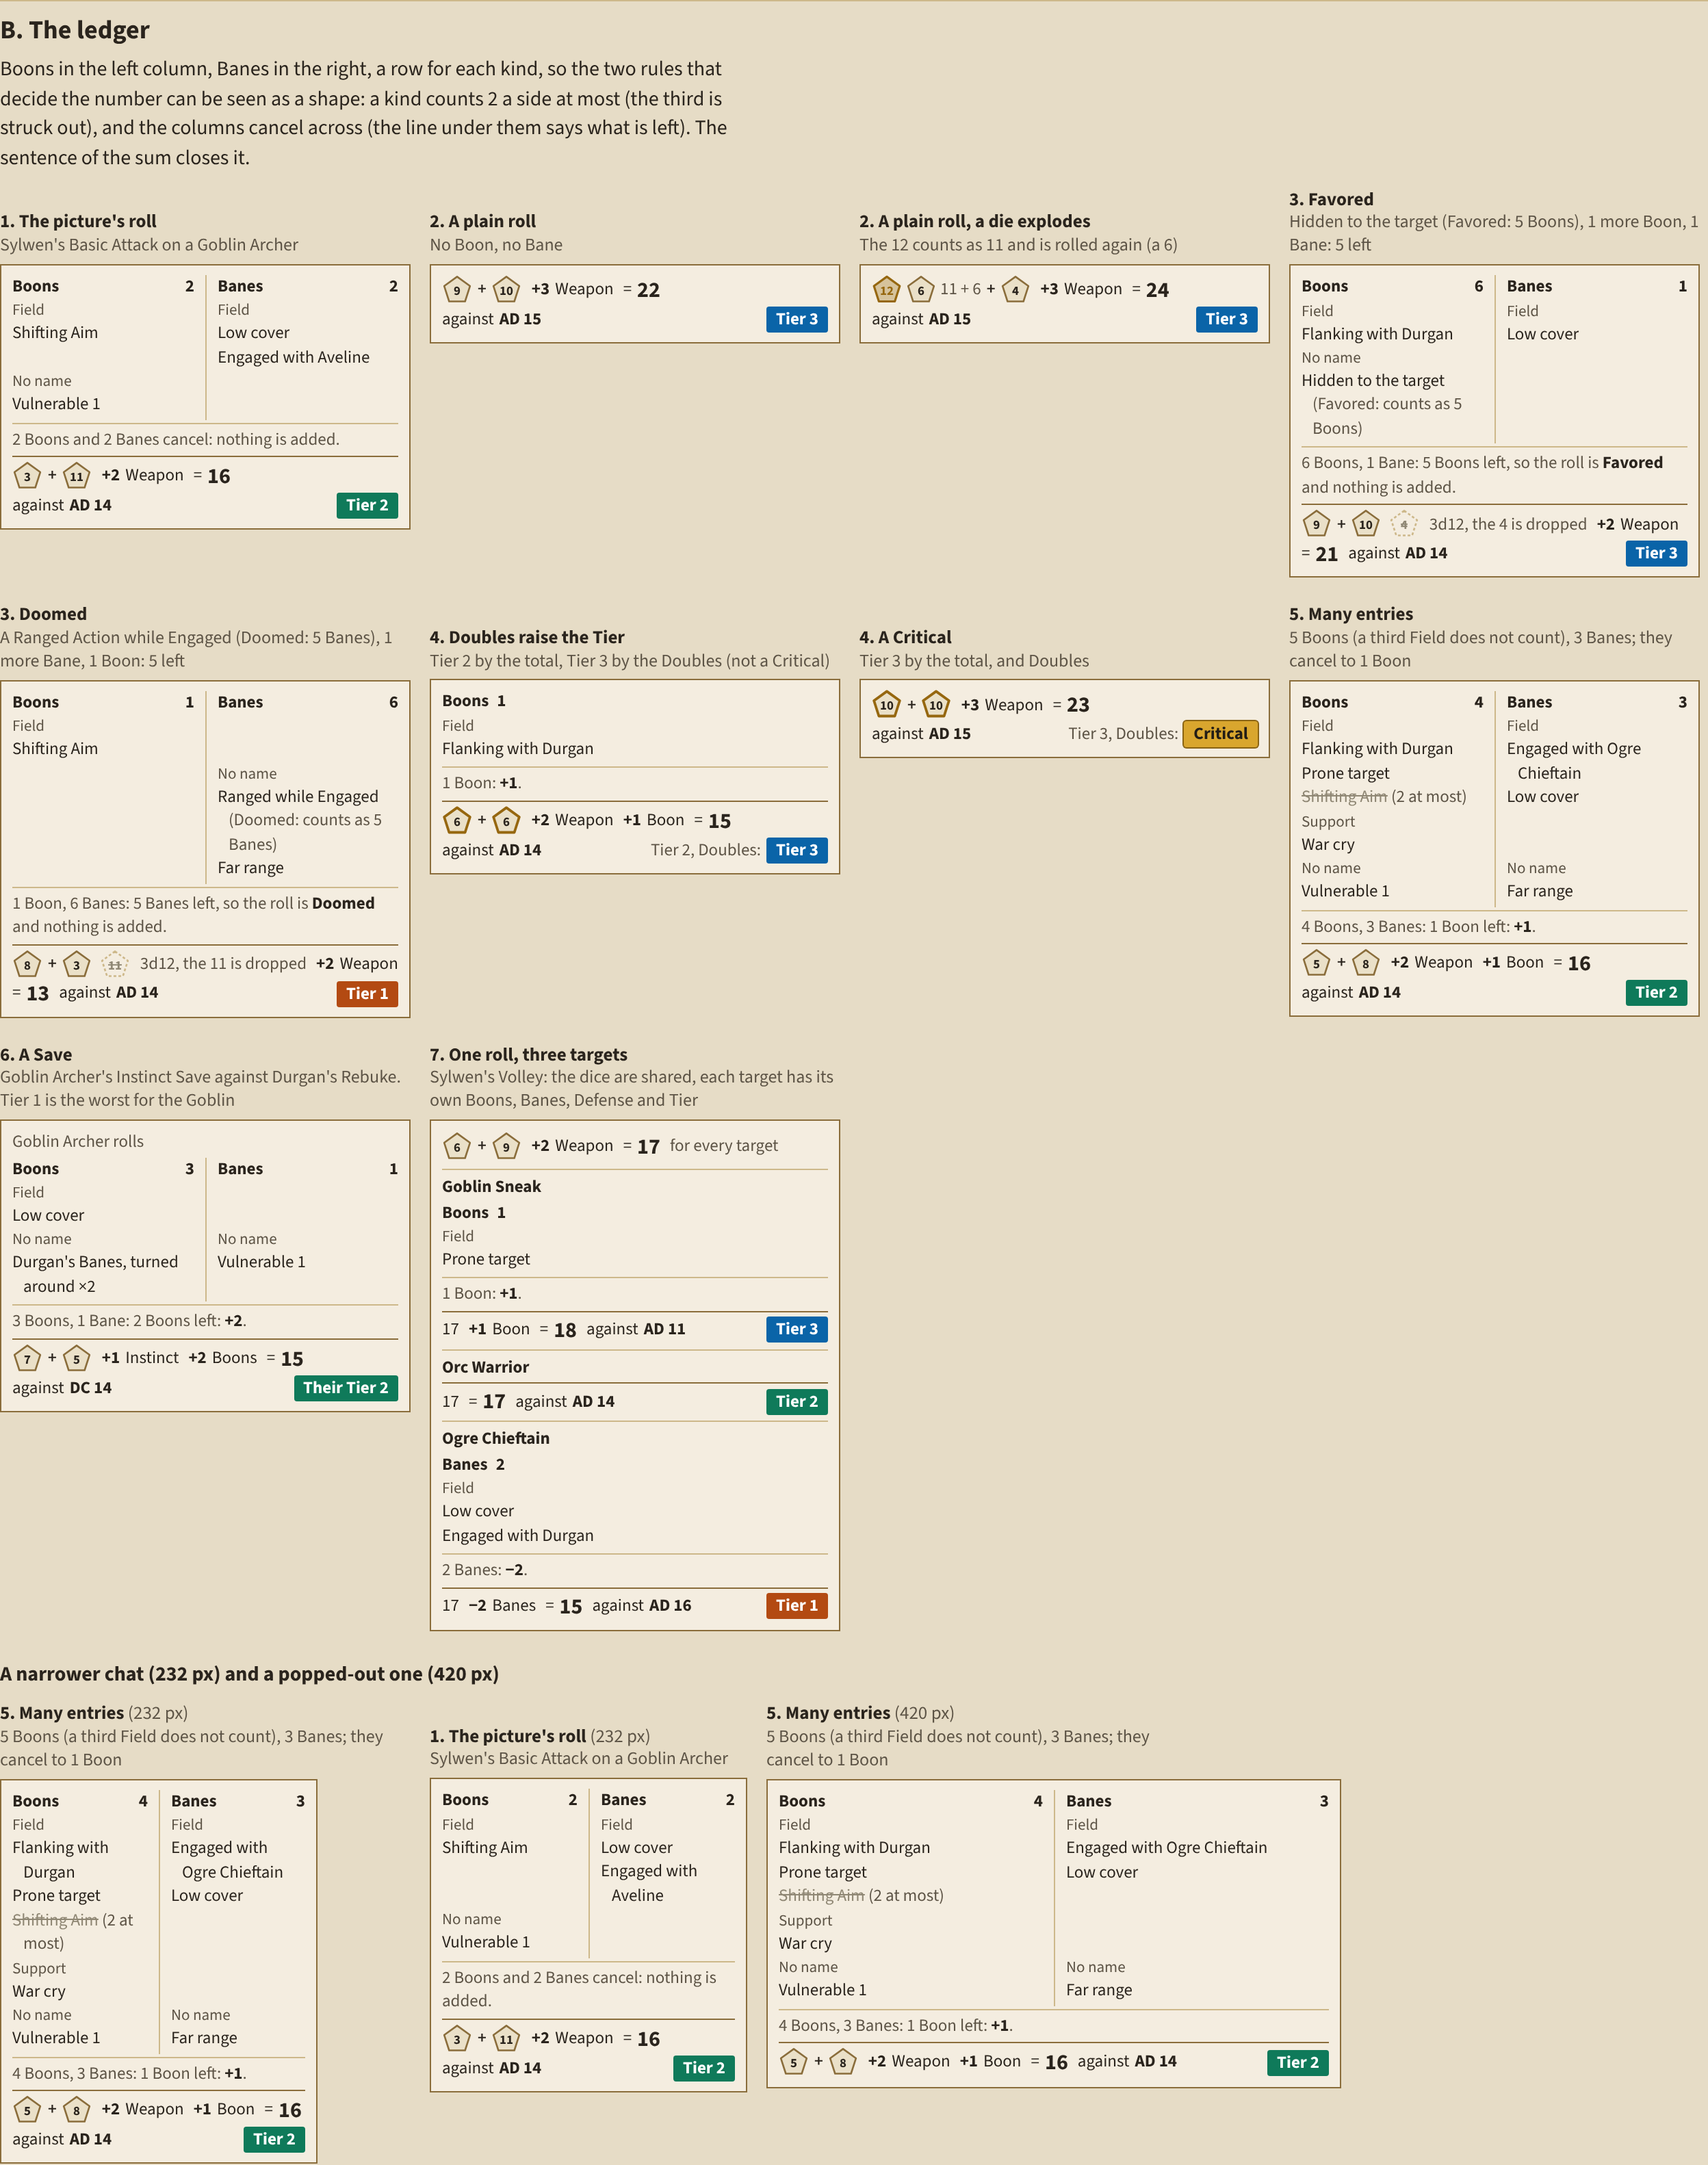 B. The ledger
Boons in the left column, Banes in the right, a row for each kind, so the two rules that
decide the number can be seen as a shape: a kind counts 2 a side at most (the third is
struck out), and the columns cancel across (the line under them says what is left). The
sentence of the sum closes it.
1. The picture's roll
Sylwen's Basic Attack on a Goblin Archer
Boons 2 Banes 2
Field Field
Shifting Aim Low cover
Engaged with Aveline
No name
Vulnerable 1
2 Boons and 2 Banes cancel: nothing is added.
3 + 11 +2 Weapon = 16
against AD 14 Tier 2
2. A plain roll
No Boon, no Bane
9 + 10 +3 Weapon = 22
against AD 15 Tier 3
2. A plain roll, a die explodes
The 12 counts as 11 and is rolled again (a 6)
12 6 11 + 6 + 4 +3 Weapon = 24
against AD 15 Tier 3
3. Favored
Hidden to the target (Favored: 5 Boons), 1 more Boon, 1
Bane: 5 left
Boons 6 Banes 1
Field Field
Flanking with Durgan Low cover
No name
Hidden to the target
(Favored: counts as 5
Boons)
6 Boons, 1 Bane: 5 Boons left, so the roll is Favored
and nothing is added.
9 + 10 4 3d12, the 4 is dropped +2 Weapon
= 21 against AD 14 Tier 3
3. Doomed
A Ranged Action while Engaged (Doomed: 5 Banes), 1
more Bane, 1 Boon: 5 left
Boons 1 Banes 6
Field
Shifting Aim
No name
Ranged while Engaged
(Doomed: counts as 5
Banes)
Far range
1 Boon, 6 Banes: 5 Banes left, so the roll is Doomed
and nothing is added.
8 + 3 11 3d12, the 11 is dropped +2 Weapon
= 13 against AD 14 Tier 1
4. Doubles raise the Tier
Tier 2 by the total, Tier 3 by the Doubles (not a Critical)
Boons 1
Field
Flanking with Durgan
1 Boon: +1.
6 + 6 +2 Weapon +1 Boon = 15
against AD 14 Tier 2, Doubles: Tier 3
4. A Critical
Tier 3 by the total, and Doubles
10 + 10 +3 Weapon = 23
against AD 15 Tier 3, Doubles: Critical
5. Many entries
5 Boons (a third Field does not count), 3 Banes; they
cancel to 1 Boon
Boons 4 Banes 3
Field Field
Flanking with Durgan Engaged with Ogre
Prone target Chieftain
Shifting Aim (2 at most) Low cover
Support
War cry
No name No name
Vulnerable 1 Far range
4 Boons, 3 Banes: 1 Boon left: +1.
5 + 8 +2 Weapon +1 Boon = 16
against AD 14 Tier 2
6. A Save
Goblin Archer's Instinct Save against Durgan's Rebuke.
Tier 1 is the worst for the Goblin
Goblin Archer rolls
Boons 3 Banes 1
Field
Low cover
No name No name
Durgan's Banes, turned Vulnerable 1
around ×2
3 Boons, 1 Bane: 2 Boons left: +2.
7 + 5 +1 Instinct +2 Boons = 15
against DC 14 Their Tier 2
7. One roll, three targets
Sylwen's Volley: the dice are shared, each target has its
own Boons, Banes, Defense and Tier
6 + 9 +2 Weapon = 17 for every target
Goblin Sneak
Boons 1
Field
Prone target
1 Boon: +1.
17 +1 Boon = 18 against AD 11 Tier 3
Orc Warrior
17 = 17 against AD 14 Tier 2
Ogre Chieftain
Banes 2
Field
Low cover
Engaged with Durgan
2 Banes: −2.
17 −2 Banes = 15 against AD 16 Tier 1
A narrower chat (232 px) and a popped-out one (420 px)
5. Many entries (232 px)
5 Boons (a third Field does not count), 3 Banes; they
cancel to 1 Boon
Boons 4 Banes 3
Field Field
Flanking with Engaged with
Durgan Ogre Chieftain
Prone target Low cover
Shifting Aim (2 at
most)
Support
War cry
No name No name
Vulnerable 1 Far range
4 Boons, 3 Banes: 1 Boon left: +1.
5 + 8 +2 Weapon +1 Boon = 16
against AD 14 Tier 2
1. The picture's roll (232 px)
Sylwen's Basic Attack on a Goblin Archer
Boons 2 Banes 2
Field Field
Shifting Aim Low cover
Engaged with
Aveline
No name
Vulnerable 1
2 Boons and 2 Banes cancel: nothing is
added.
3 + 11 +2 Weapon = 16
against AD 14 Tier 2
5. Many entries (420 px)
5 Boons (a third Field does not count), 3 Banes; they
cancel to 1 Boon
Boons 4 Banes 3
Field Field
Flanking with Durgan Engaged with Ogre Chieftain
Prone target Low cover
Shifting Aim (2 at most)
Support
War cry
No name No name
Vulnerable 1 Far range
4 Boons, 3 Banes: 1 Boon left: +1.
5 + 8 +2 Weapon +1 Boon = 16 against AD 14 Tier 2